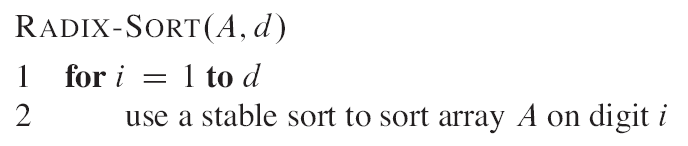 RADIX-SORT(A, d)
1 for i = 1 to d
2 use a stable sort to sort array A on digit i